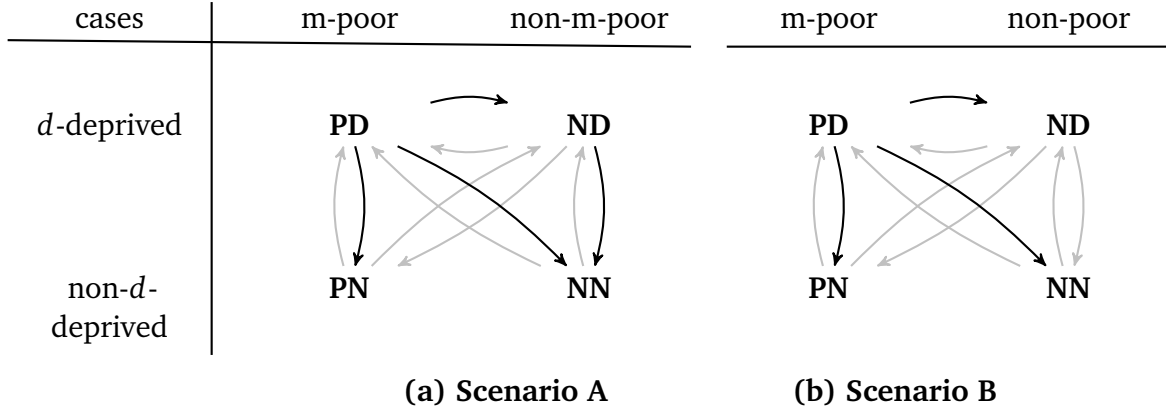 cases m-poor non-m-poor m-poor non-poor
d-deprived PD ND PD ND
non-d-
deprived PN NN PN NN
(a) Scenario A (b) Scenario B